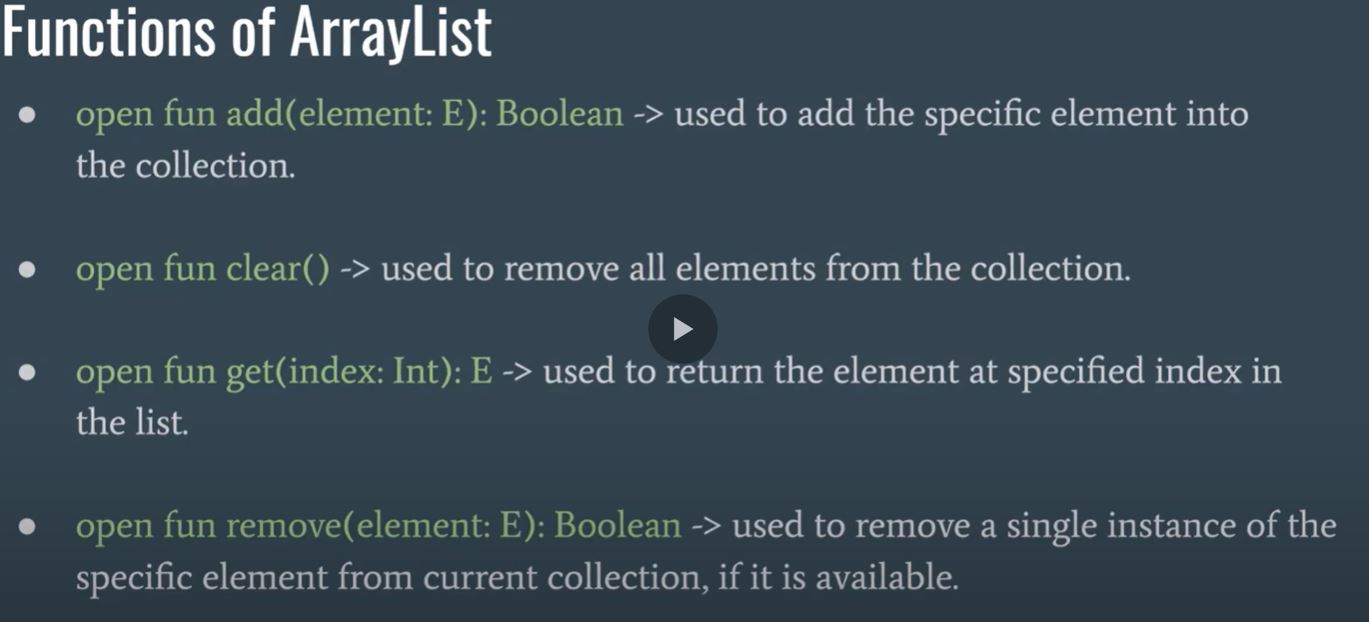 Functions of ArrayList
● open fun add(element: E): Boolean -> used to add the specific element into
the collection.
● open fun clear() -> used to remove all elements from the collection.
● open fun get(index: Int): E -> used to return the element at specified index in
the list.
● open fun remove(element: E): Boolean -> used to remove a single instance of the
specific element from current collection, if it is available.